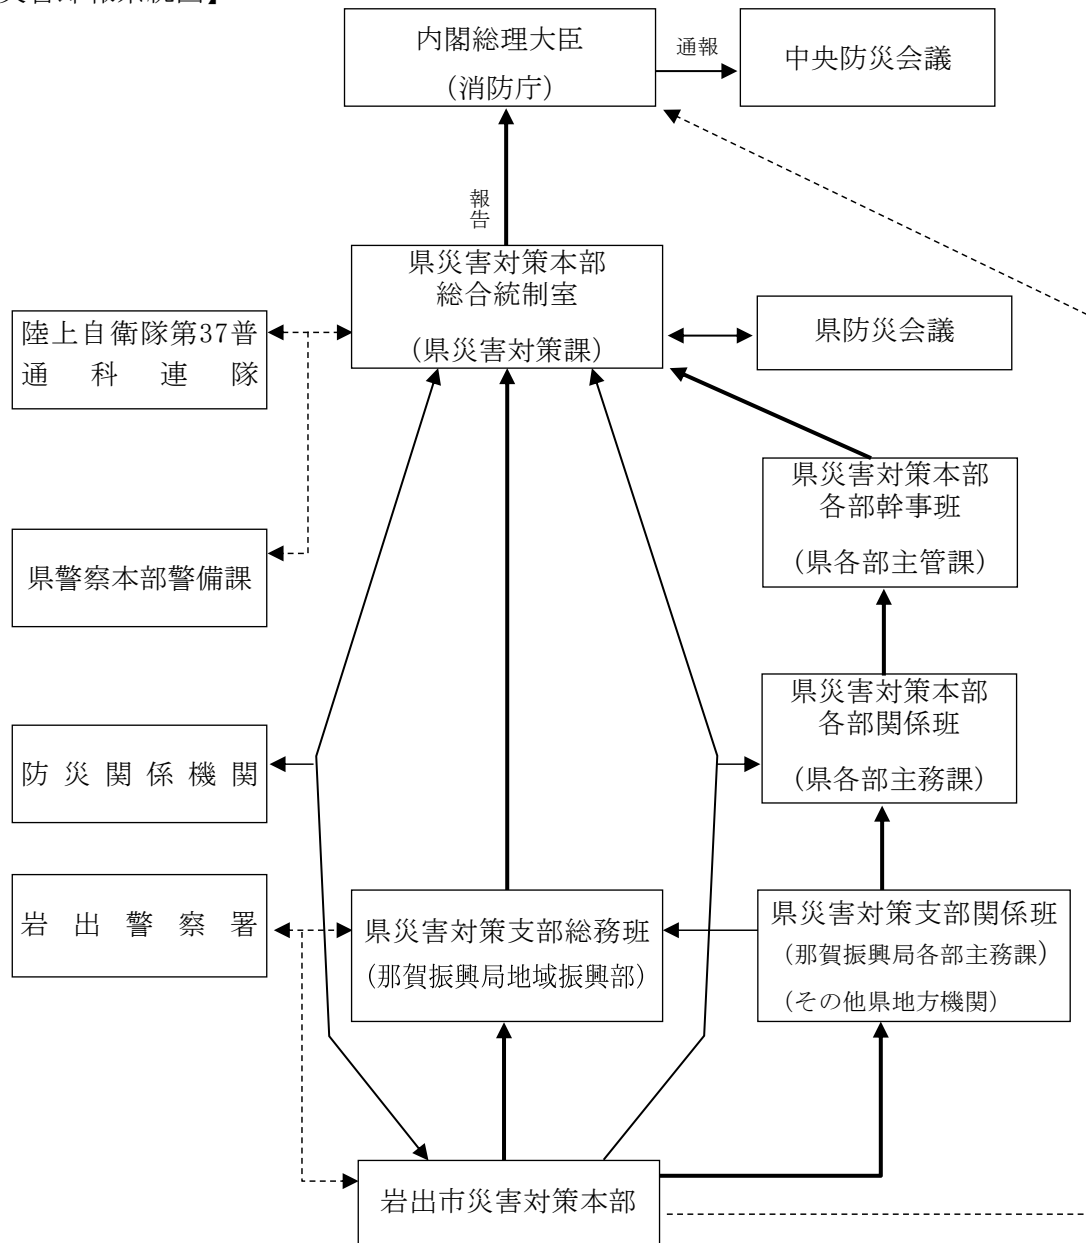 内閣総理大臣
（消防庁）
通報
中央防災会議
報告
県災害対策本部
総合統制室
（県災害対策課）
県防災会議
陸上自衛隊第37普
通科連隊
県災害対策本部
各部幹事班
（県各部主管課）
県警察本部警備課
県災害対策本部
各部関係班
（県各部主務課）
防災関係機関
岩出警察署
県災害対策支部総務班
（那賀振興局地域振興部）
県災害対策支部関係班
（那賀振興局各部主務課）
（その他県地方機関）
岩出市災害対策本部